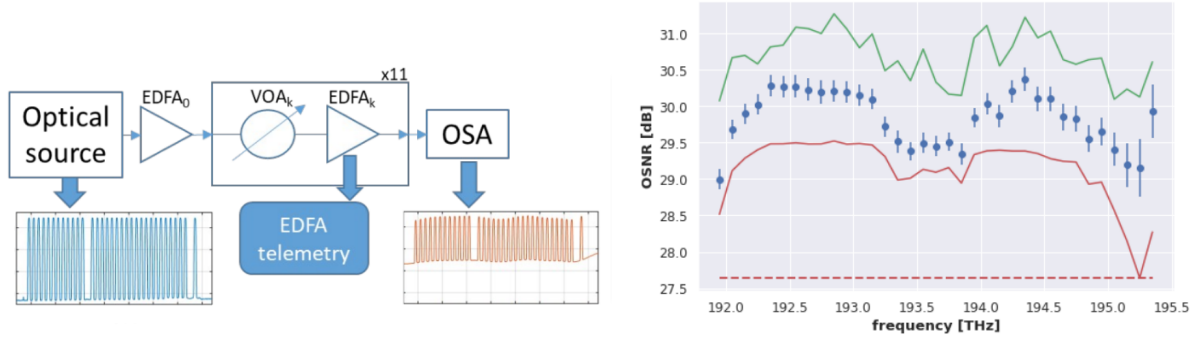 x11
EDFA0
VOAk
EDFAk
Optical
source
OSA
EDFA
telemetry
OSNR [dB]
31.0
30.5
30.0
29.5
29.0
28.5
28.0
27.5
192.0 192.5 193.0 193.5 194.0 194.5 195.0 195.5
frequency [THz]